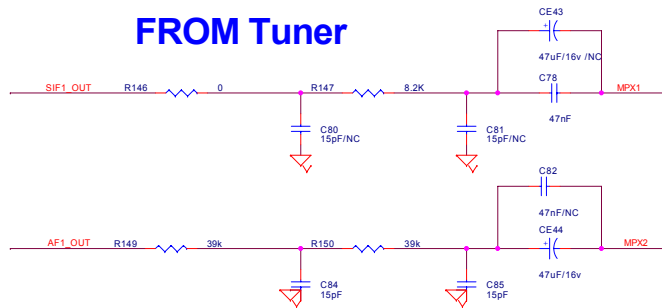 FROM Tuner
CE43
47uF/16v /NC
C78
SIF1_OUT R146 0 R147 8.2K MPX1
47nF
C80
15pF/NC
C81
15pF/NC
C82
47nF/NC
CE44
AF1_OUT R149 39k R150 39k MPX2
47uF/16v
C84
15pF
C85
15pF